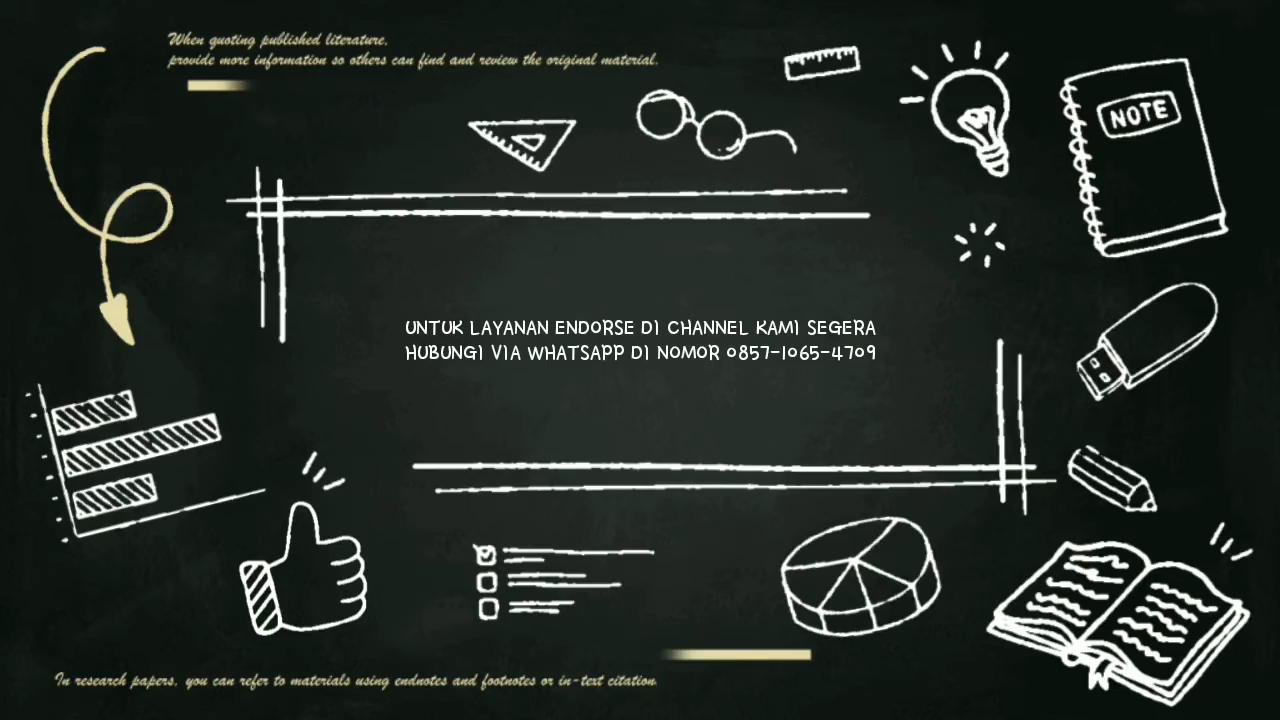 When quoting published literature,
provide more information so others can find and review the original material.
NOTE
UNTUK LAYANAN ENDORSE DI CHANNEL KAMI SEGERA
HUBUNGI VIA WHATSAPP DI NOMOR 0857-1065-4709
In research papers, you can refer to materials using endnotes and footnotes or in-text citation.